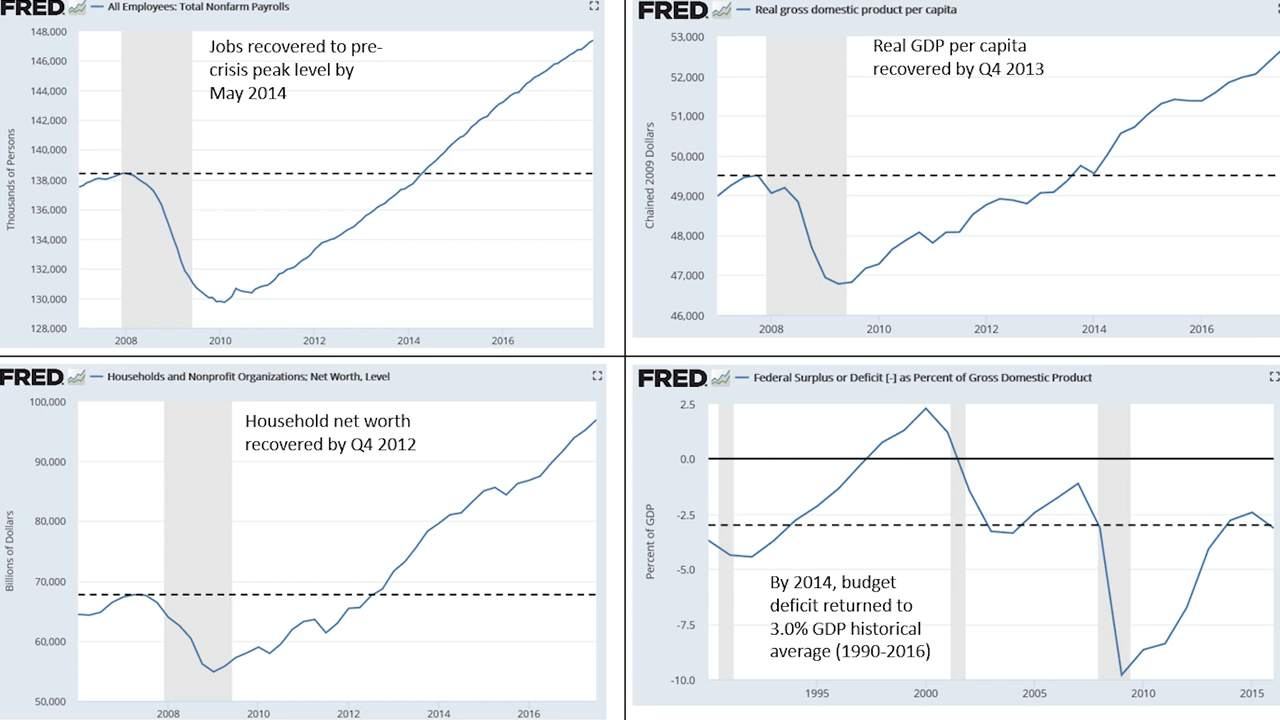 FRED All Employees: Total Nonfarm Payrolls
148,000
146,000
144,000
142,000
140,000
138,000
136,000
134,000
132,000
130,000
128,000
Thousands of Persons
Jobs recovered to pre-
crisis peak level by
May 2014
2008 2010 2012 2014 2016
FRED Real gross domestic product per capita
53,000
52,000
51,000
50,000
49,000
48,000
47,000
46,000
Chained 2009 Dollars
Real GDP per capita
recovered by Q4 2013
2008 2010 2012 2014 2016
FRED Households and Nonprofit Organizations; Net Worth, Level
100,000
90,000
80,000
70,000
60,000
50,000
Billions of Dollars
Household net worth
recovered by Q4 2012
2008 2010 2012 2014 2016
FRED Federal Surplus or Deficit [-] as Percent of Gross Domestic Product
2.5
0.0
-2.5
-5.0
-7.5
-10.0
Percent of GDP
By 2014, budget
deficit returned to
3.0% GDP historical
average (1990-2016)
1995 2000 2005 2010 2015